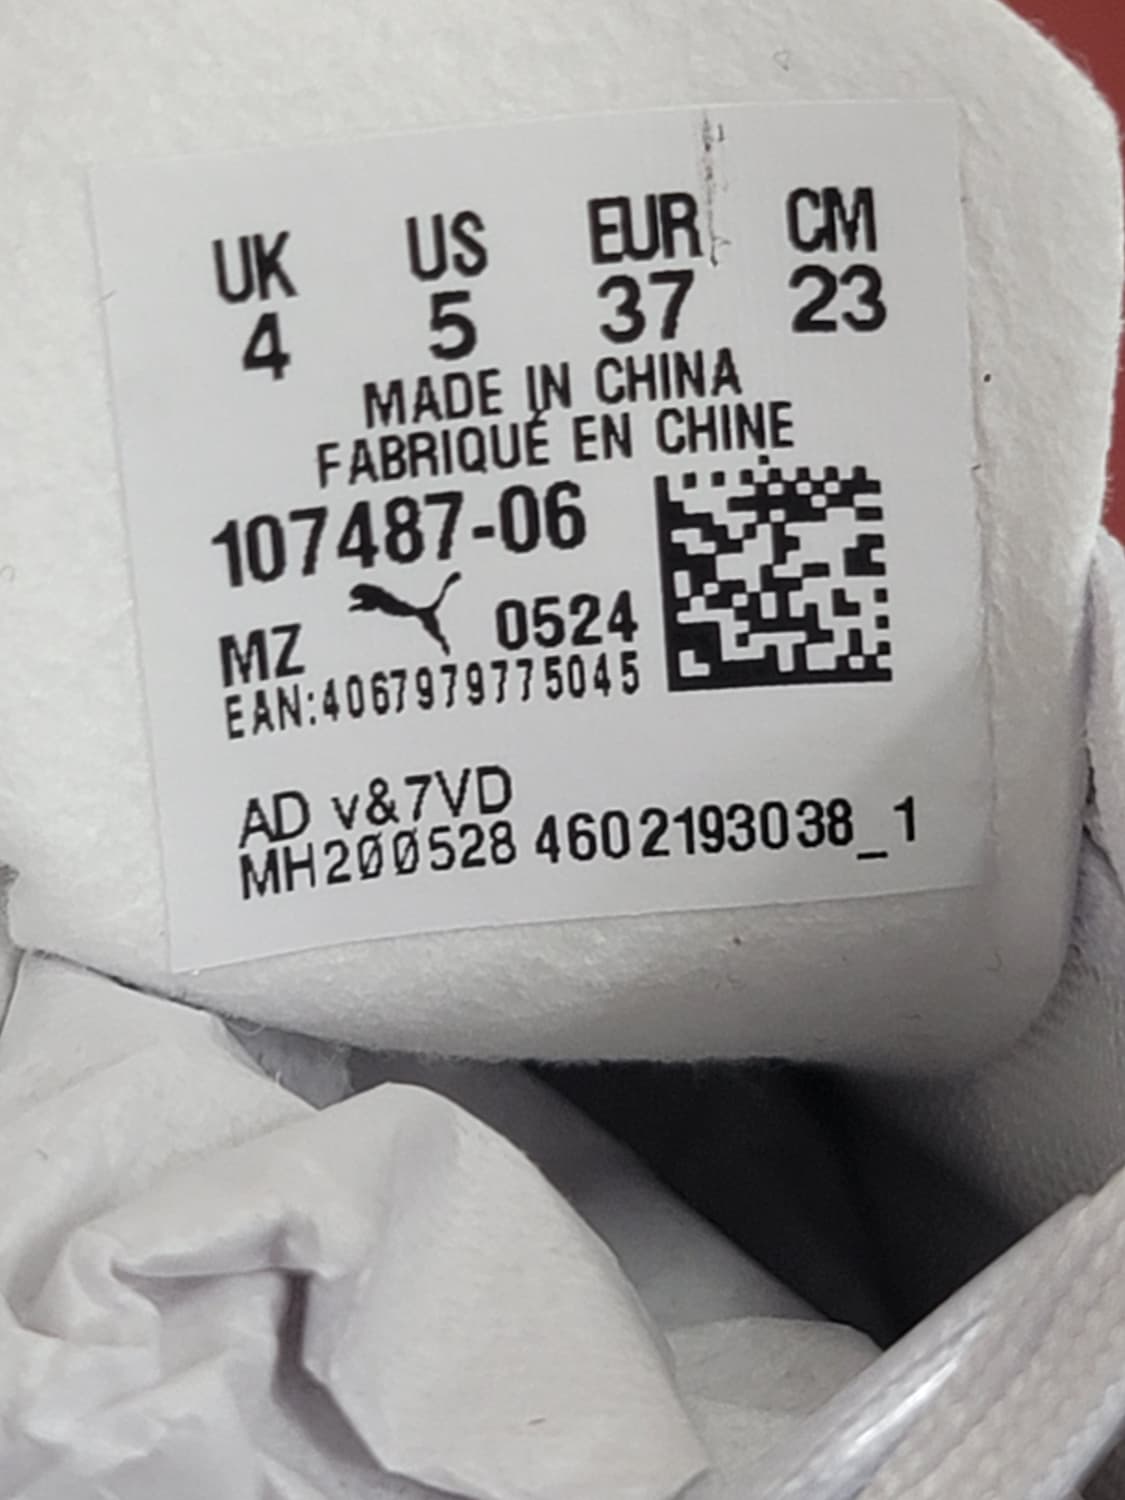 UK US EUR CM
4 5 37 23
MADE IN CHINA
FABRIQUÉ EN CHINE
107487-06
MZ 0524
EAN:4067979775045
AD v&7VD
MH200528 4602193038_1